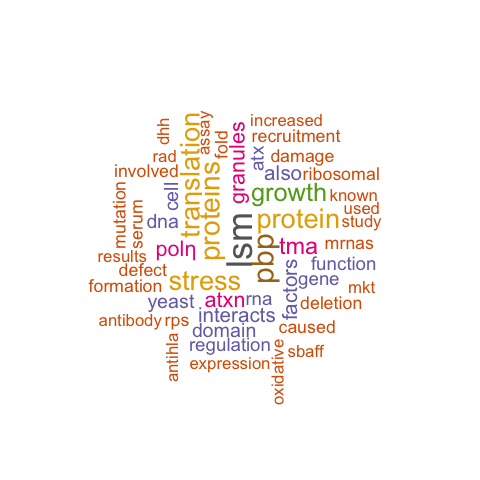 increased
recruitment
dhh
assay
fold
translation
granules
atx
damage
rad
involved
proteins
also
ribosomal
cell
growth
known
mutation
serum
dna
lsm
protein
used
study
polη
pbp
tma
mrnas
results
defect
stress
factors
function
gene
mkt
formation
yeast
atxn
rna
deletion
antibody
rps
interacts
domain
caused
antihla
regulation
sbaff
expression
oxidative